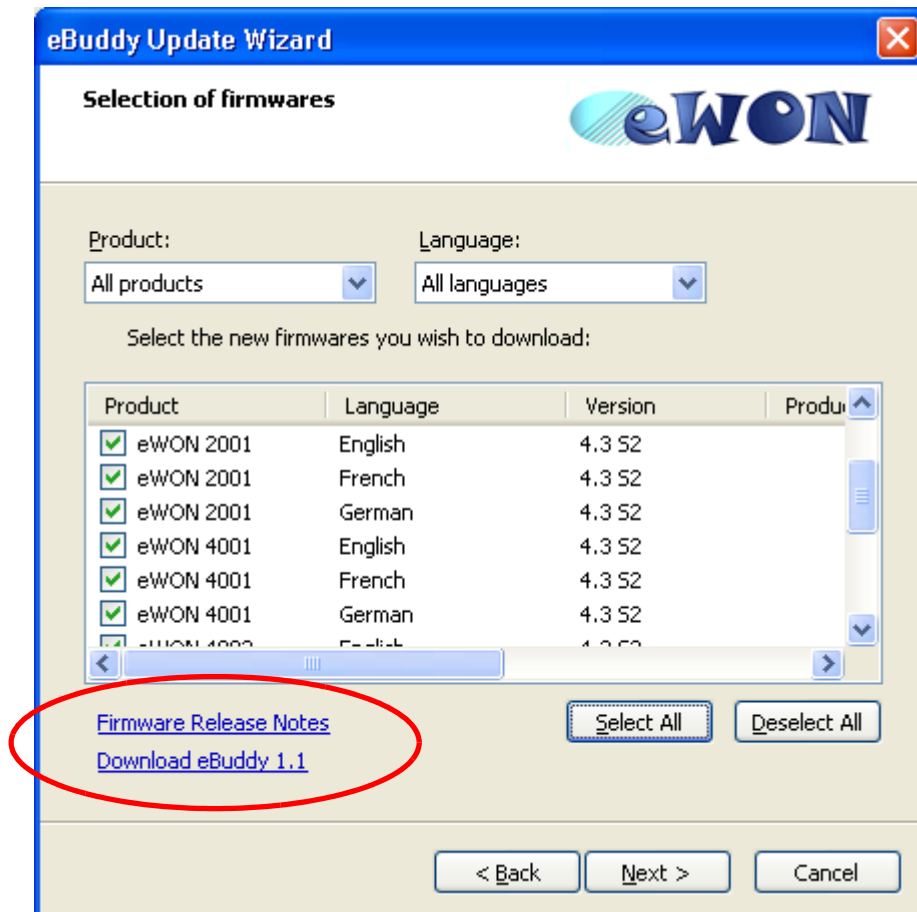 eBuddy Update Wizard
Selection of firmwares
eWON
Product: Language:
All products All languages
Select the new firmwares you wish to download:
Product Language Version Produ
eWON 2001 English 4.3 S2
eWON 2001 French 4.3 S2
eWON 2001 German 4.3 S2
eWON 4001 English 4.3 S2
eWON 4001 French 4.3 S2
eWON 4001 German 4.3 S2
Firmware Release Notes Select All Deselect All
Download eBuddy 1.1
< Back Next > Cancel